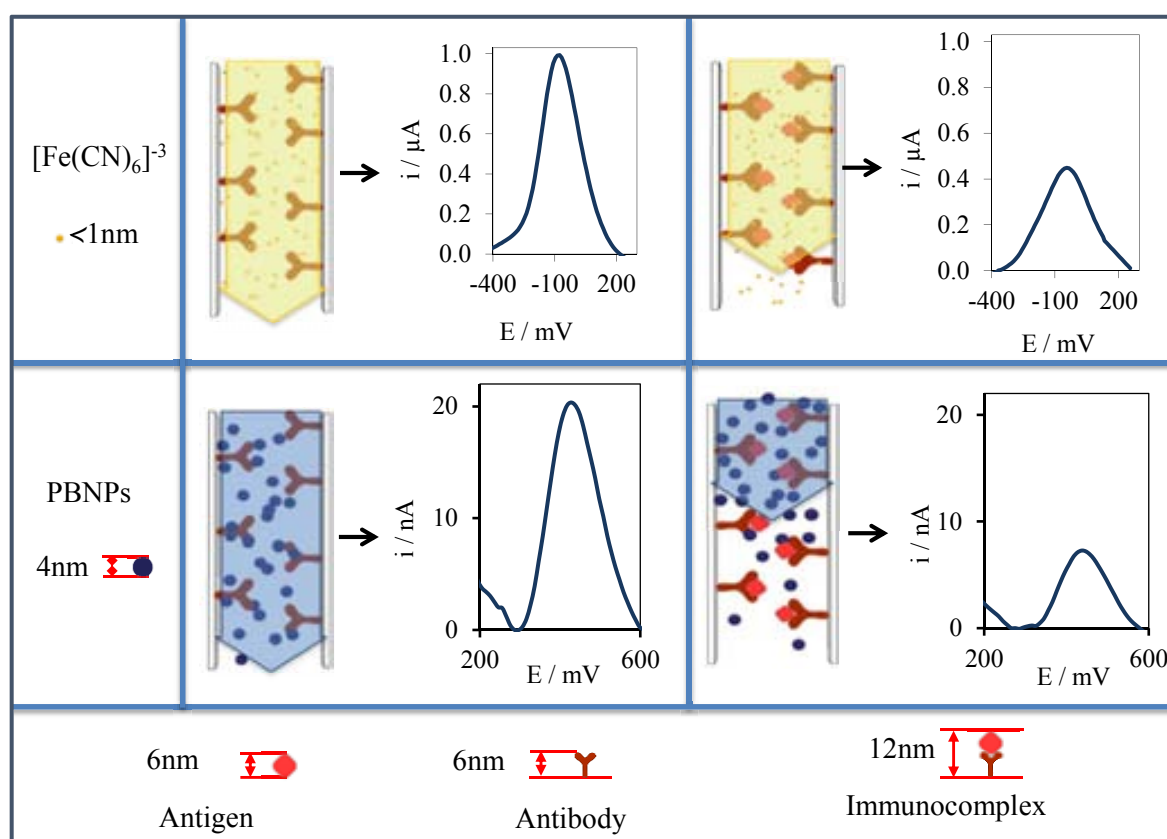 [Fe(CN)6]-3
<1nm
i / µA
1.0
0.8
0.6
0.4
0.2
0.0
-400 -100 200
E / mV
i / µA
1.0
0.8
0.6
0.4
0.2
0.0
-400 -100 200
E / mV
PBNPs
4nm
i / nA
20
10
0
200 600
E / mV
i / nA
20
10
0
200 600
E / mV
6nm
Antigen
6nm
Antibody
12nm
Immunocomplex